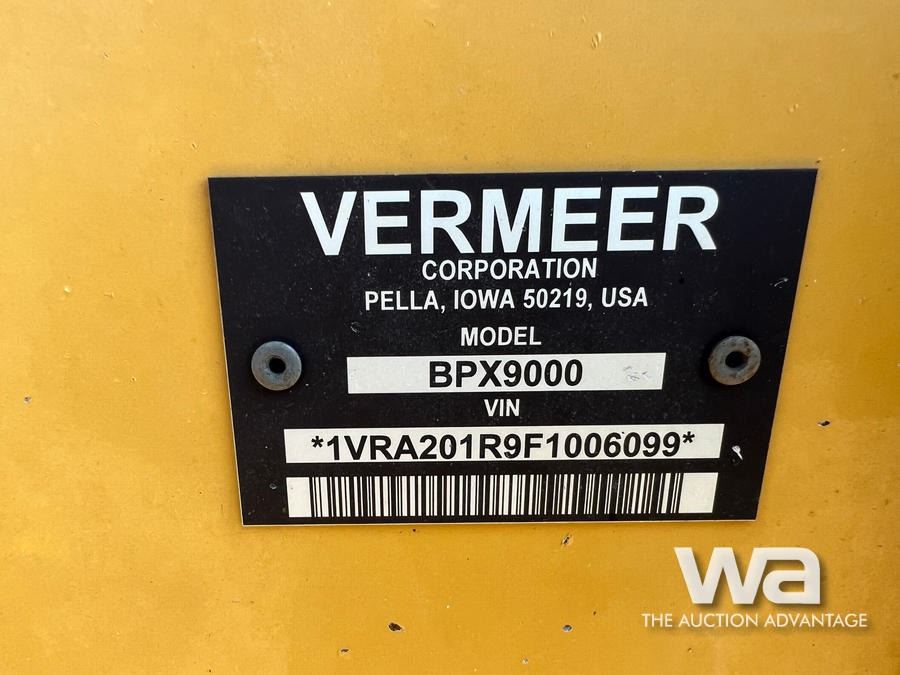 VERMEER
CORPORATION
PELLA, IOWA 50219, USA
MODEL
BPX9000
VIN
*1VRA201R9F1006099*
wa
THE AUCTION ADVANTAGE